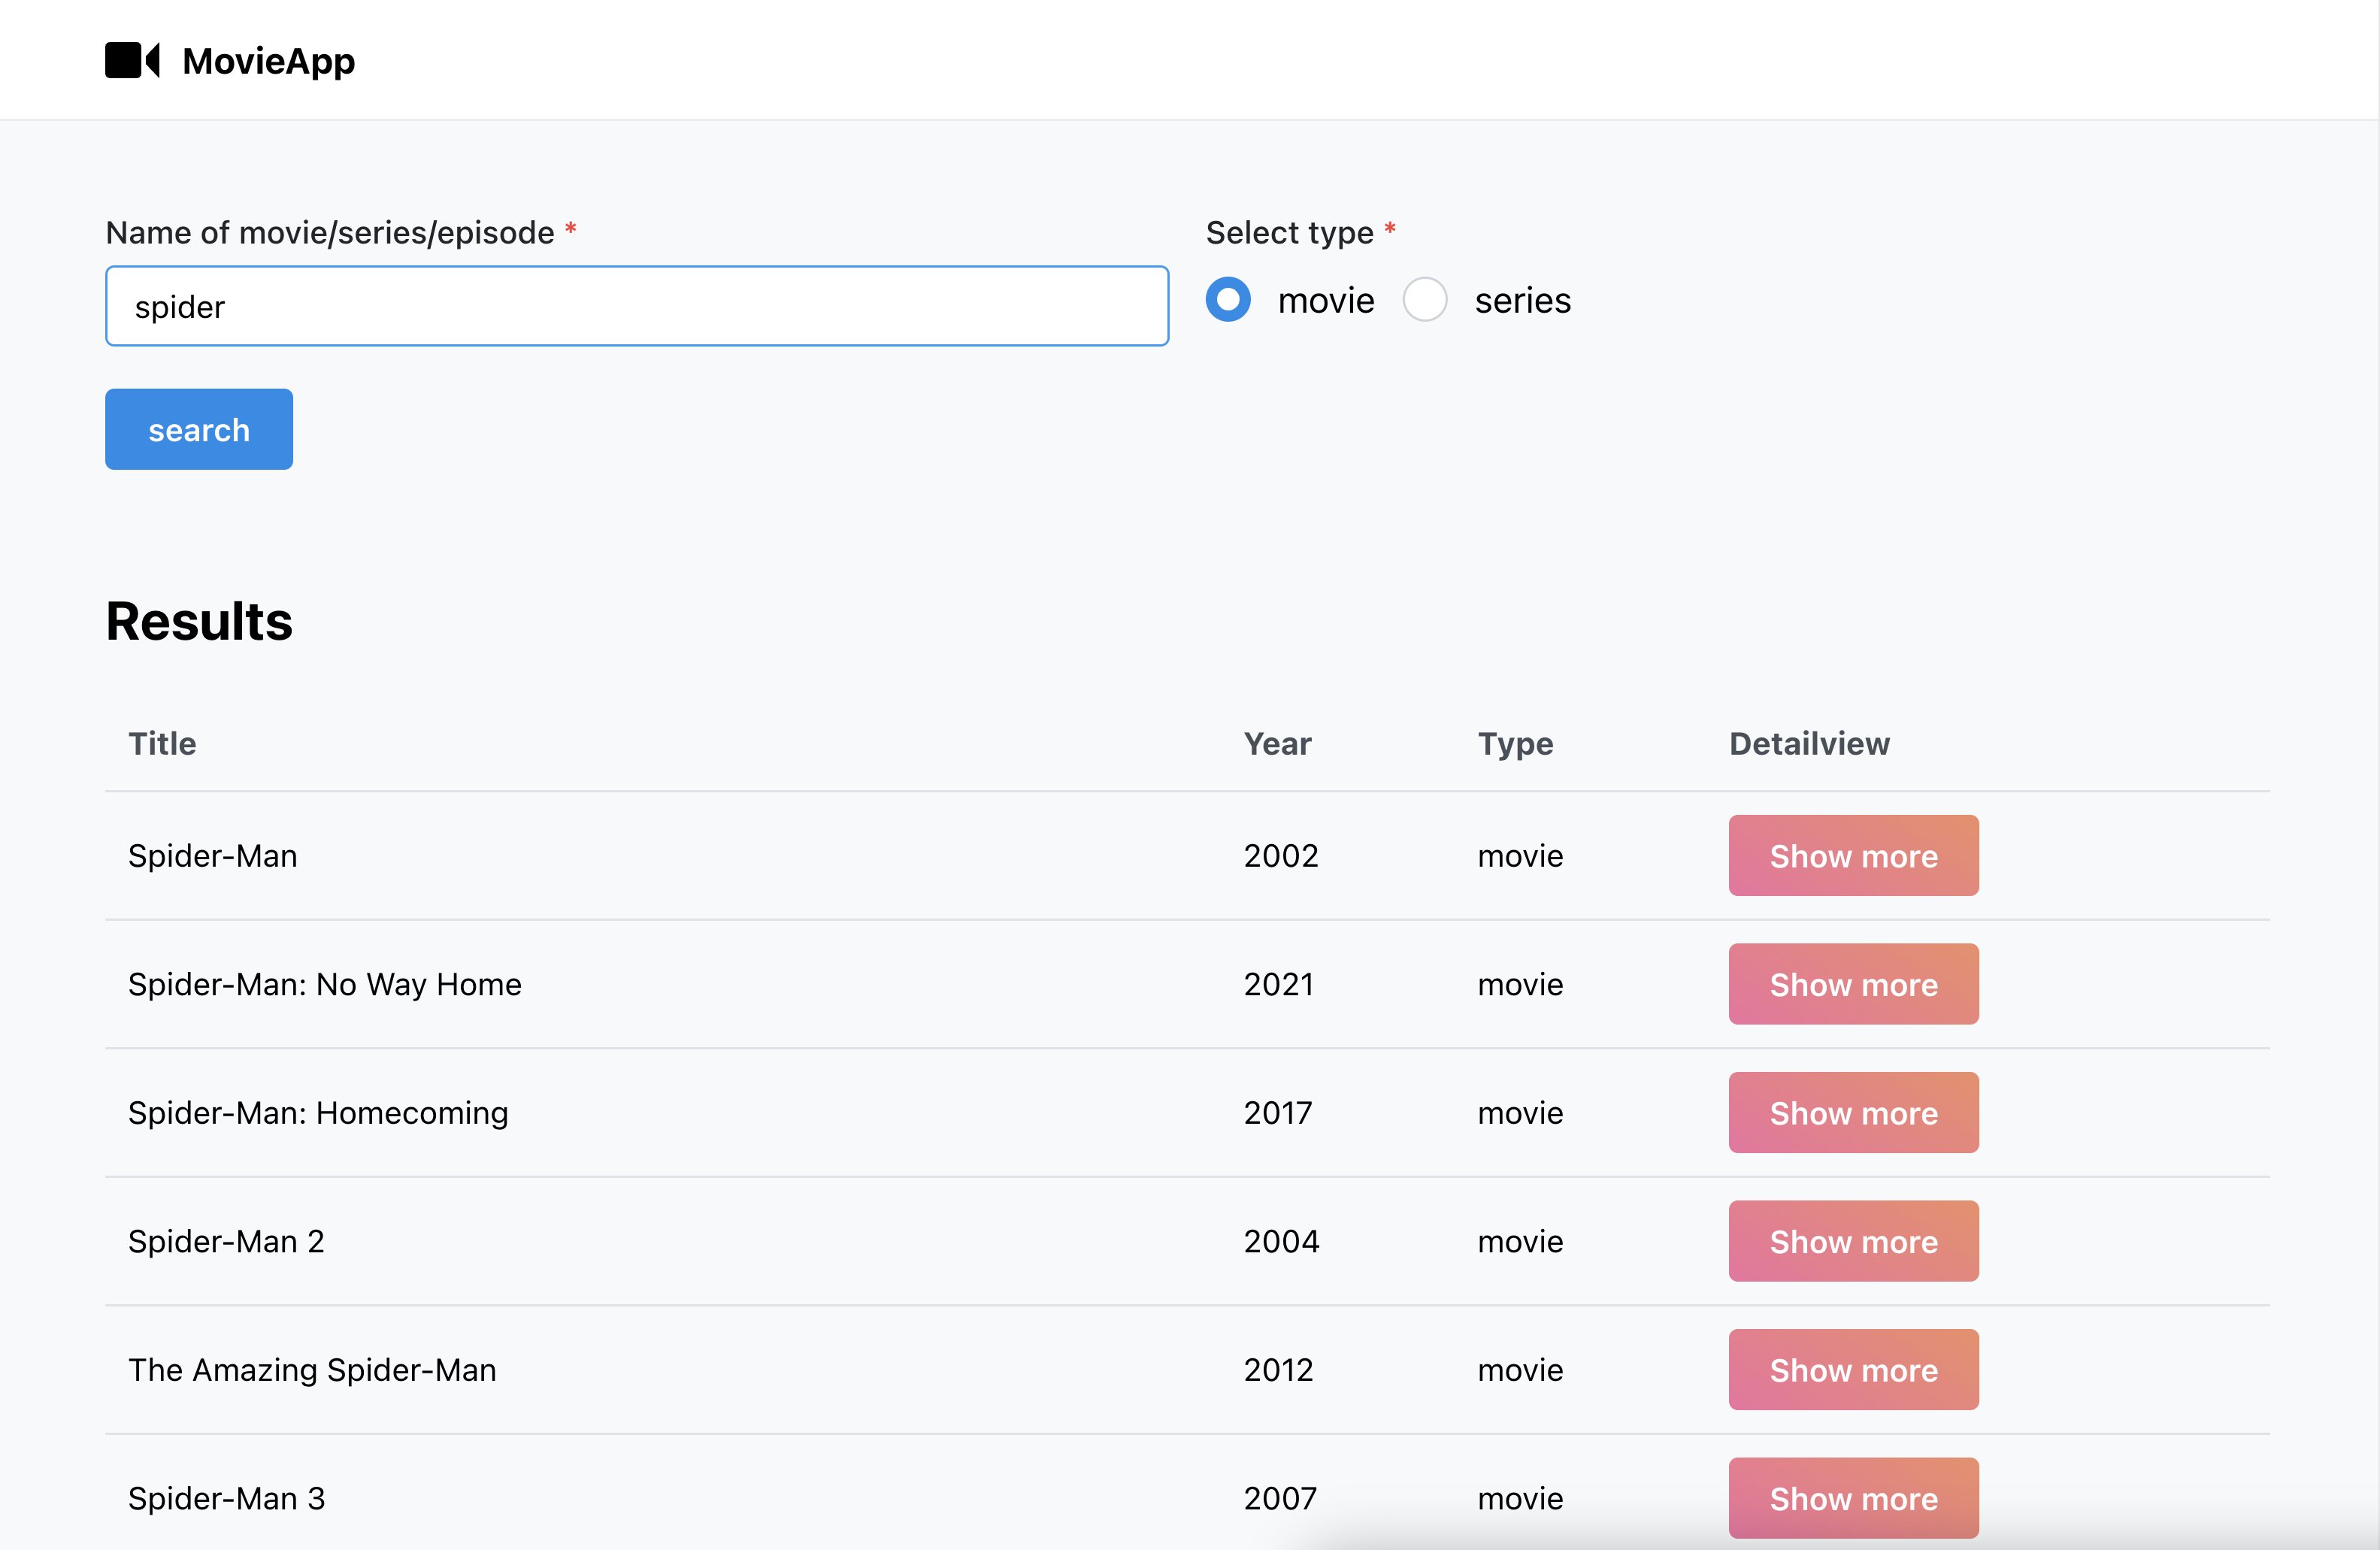 MovieApp
Name of movie/series/episode * Select type *
spider movie series
search
Results
Title Year Type Detailview
Spider-Man 2002 movie Show more
Spider-Man: No Way Home 2021 movie Show more
Spider-Man: Homecoming 2017 movie Show more
Spider-Man 2 2004 movie Show more
The Amazing Spider-Man 2012 movie Show more
Spider-Man 3 2007 movie Show more